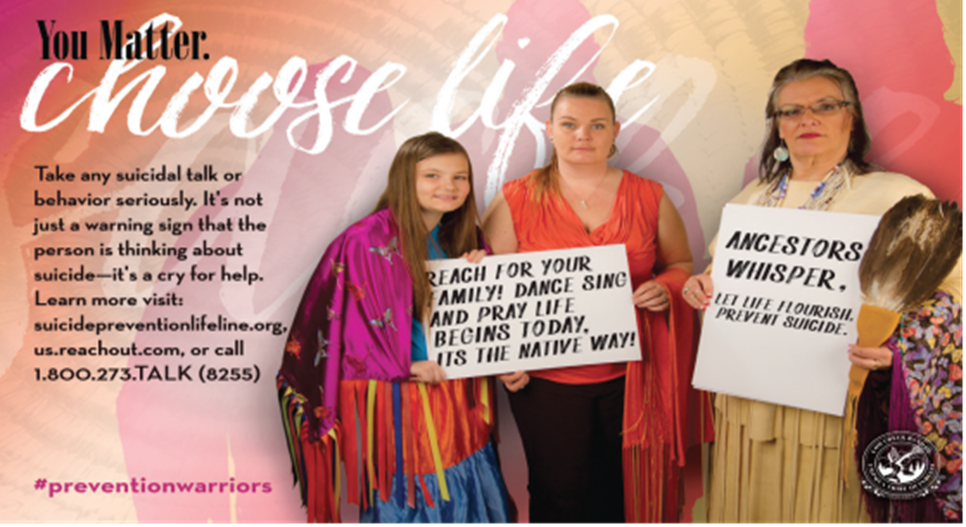 You Matter.
choose life
Take any suicidal talk or
behavior seriously. It's not
just a warning sign that the
person is thinking about
suicide—it's a cry for help.
Learn more visit:
suicidepreventionlifeline.org,
us.reachout.com, or call
1.800.273.TALK (8255)
#preventionwarriors
REACH FOR YOUR
FAMILY! DANCE SING
AND PRAY LIFE
BEGINS TODAY,
ITS THE NATIVE WAY!
ANCESTORS
WHISPER,
LET LIFE FLOURISH.
PREVENT SUICIDE.